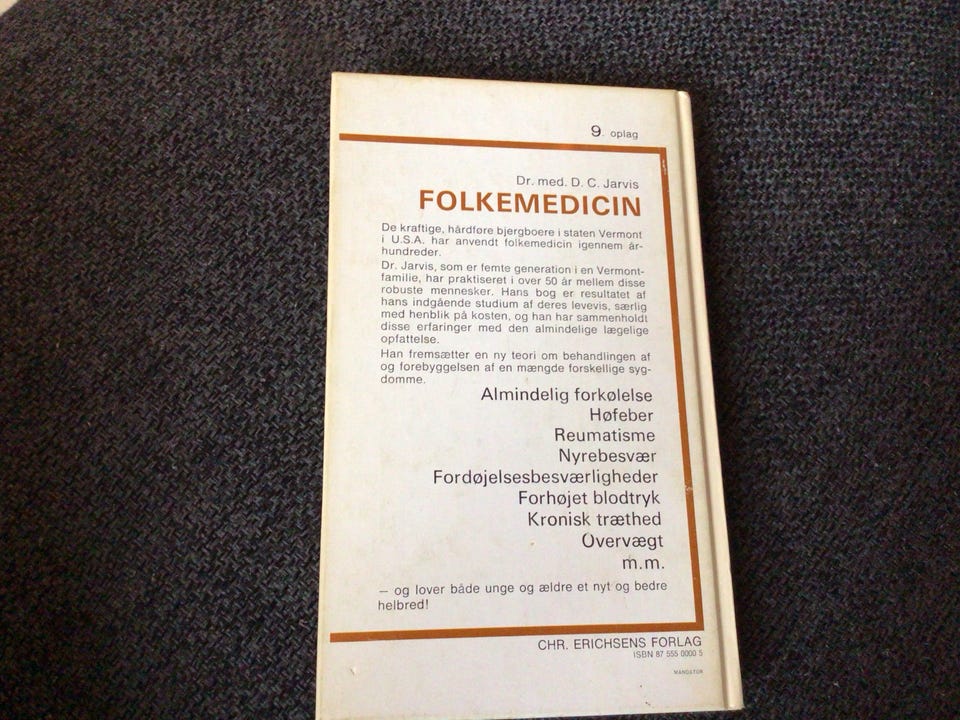 9. oplag
Dr. med. D. C. Jarvis
FOLKEMEDICIN
De kraftige, hårdføre bjergboere i staten Vermont
i U.S.A. har anvendt folkemedicin igennem år-
hundreder.
Dr. Jarvis, som er femte generation i en Vermont-
familie, har praktiseret i over 50 år mellem disse
robuste mennesker. Hans bog er resultatet af
hans indgående studium af deres levevis, særlig
med henblik på kosten, og han har sammenholdt
disse erfaringer med den almindelige lægelige
opfattelse.
Han fremsætter en ny teori om behandlingen af
og forebyggelsen af en mængde forskellige syg-
domme.
Almindelig forkølelse
Høfeber
Reumatisme
Nyrebesvær
Fordøjelsesbesværligheder
Forhøjet blodtryk
Kronisk træthed
Overvægt
m.m.
— og lover både unge og ældre et nyt og bedre
helbred!
CHR. ERICHSENS FORLAG
ISBN 87 555 0000 5
MANGATOR